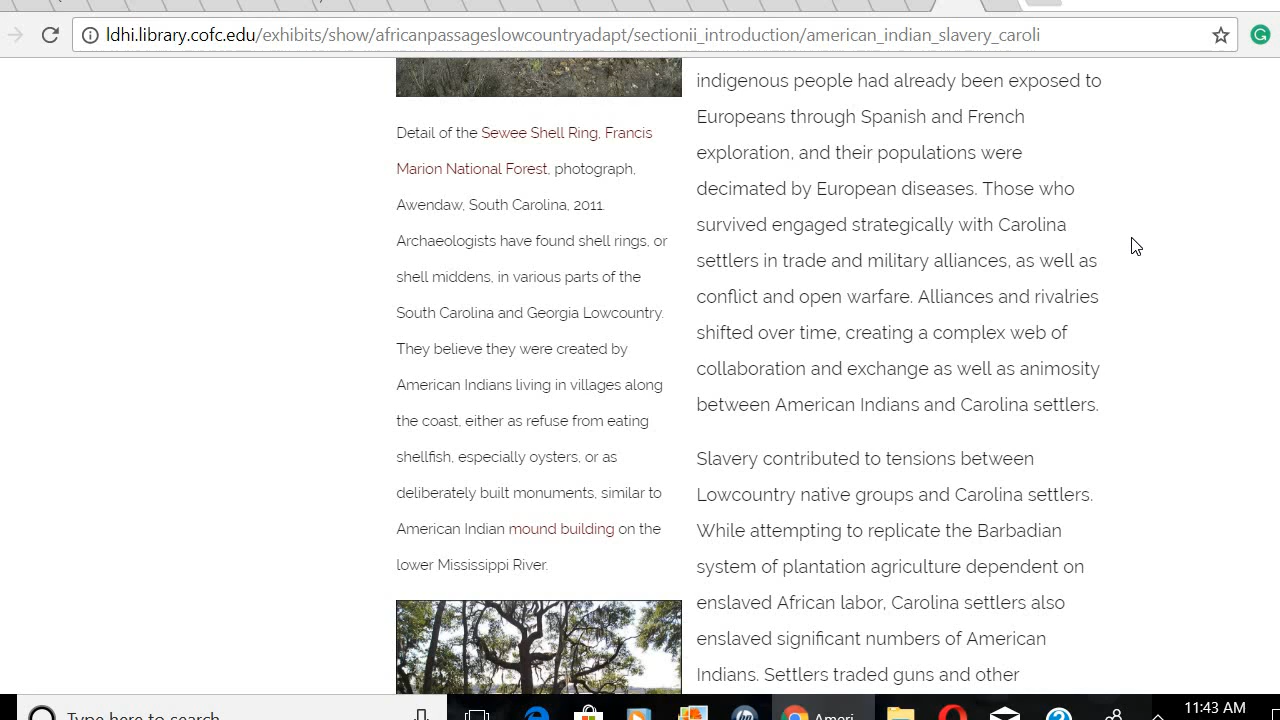 ldhi.library.cofc.edu/exhibits/show/africanpassageslowcountryadapt/sectionii_introduction/american_indian_slavery_caroli
Detail of the Sewee Shell Ring, Francis
Marion National Forest, photograph,
Awendaw, South Carolina, 2011.
Archaeologists have found shell rings, or
shell middens, in various parts of the
South Carolina and Georgia Lowcountry.
They believe they were created by
American Indians living in villages along
the coast, either as refuse from eating
shellfish, especially oysters, or as
deliberately built monuments, similar to
American Indian mound building on the
lower Mississippi River.
indigenous people had already been exposed to
Europeans through Spanish and French
exploration, and their populations were
decimated by European diseases. Those who
survived engaged strategically with Carolina
settlers in trade and military alliances, as well as
conflict and open warfare. Alliances and rivalries
shifted over time, creating a complex web of
collaboration and exchange as well as animosity
between American Indians and Carolina settlers.
Slavery contributed to tensions between
Lowcountry native groups and Carolina settlers.
While attempting to replicate the Barbadian
system of plantation agriculture dependent on
enslaved African labor, Carolina settlers also
enslaved significant numbers of American
Indians. Settlers traded guns and other
Type here to search
Ameri
11:43 AM